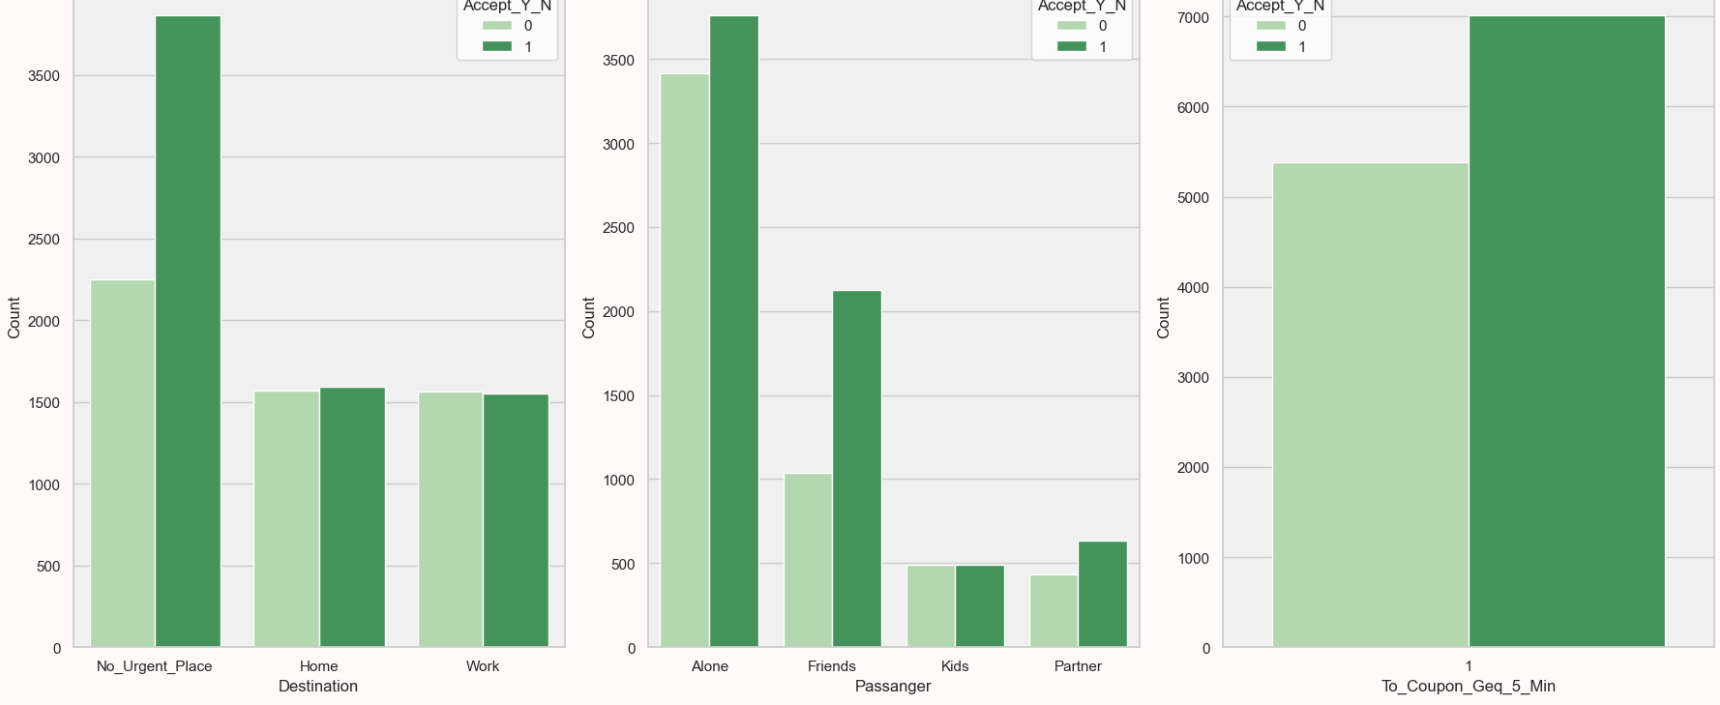 Accept_Y_N
0
1
3500
3000
2500
2000
1500
1000
500
0
Count
No_Urgent_Place Home Work
Destination
Accept_Y_N
0
1
3500
3000
2500
2000
1500
1000
500
0
Count
Alone Friends Kids Partner
Passanger
Accept_Y_N
0
1
7000
6000
5000
4000
3000
2000
1000
0
Count
1
To_Coupon_Geq_5_Min